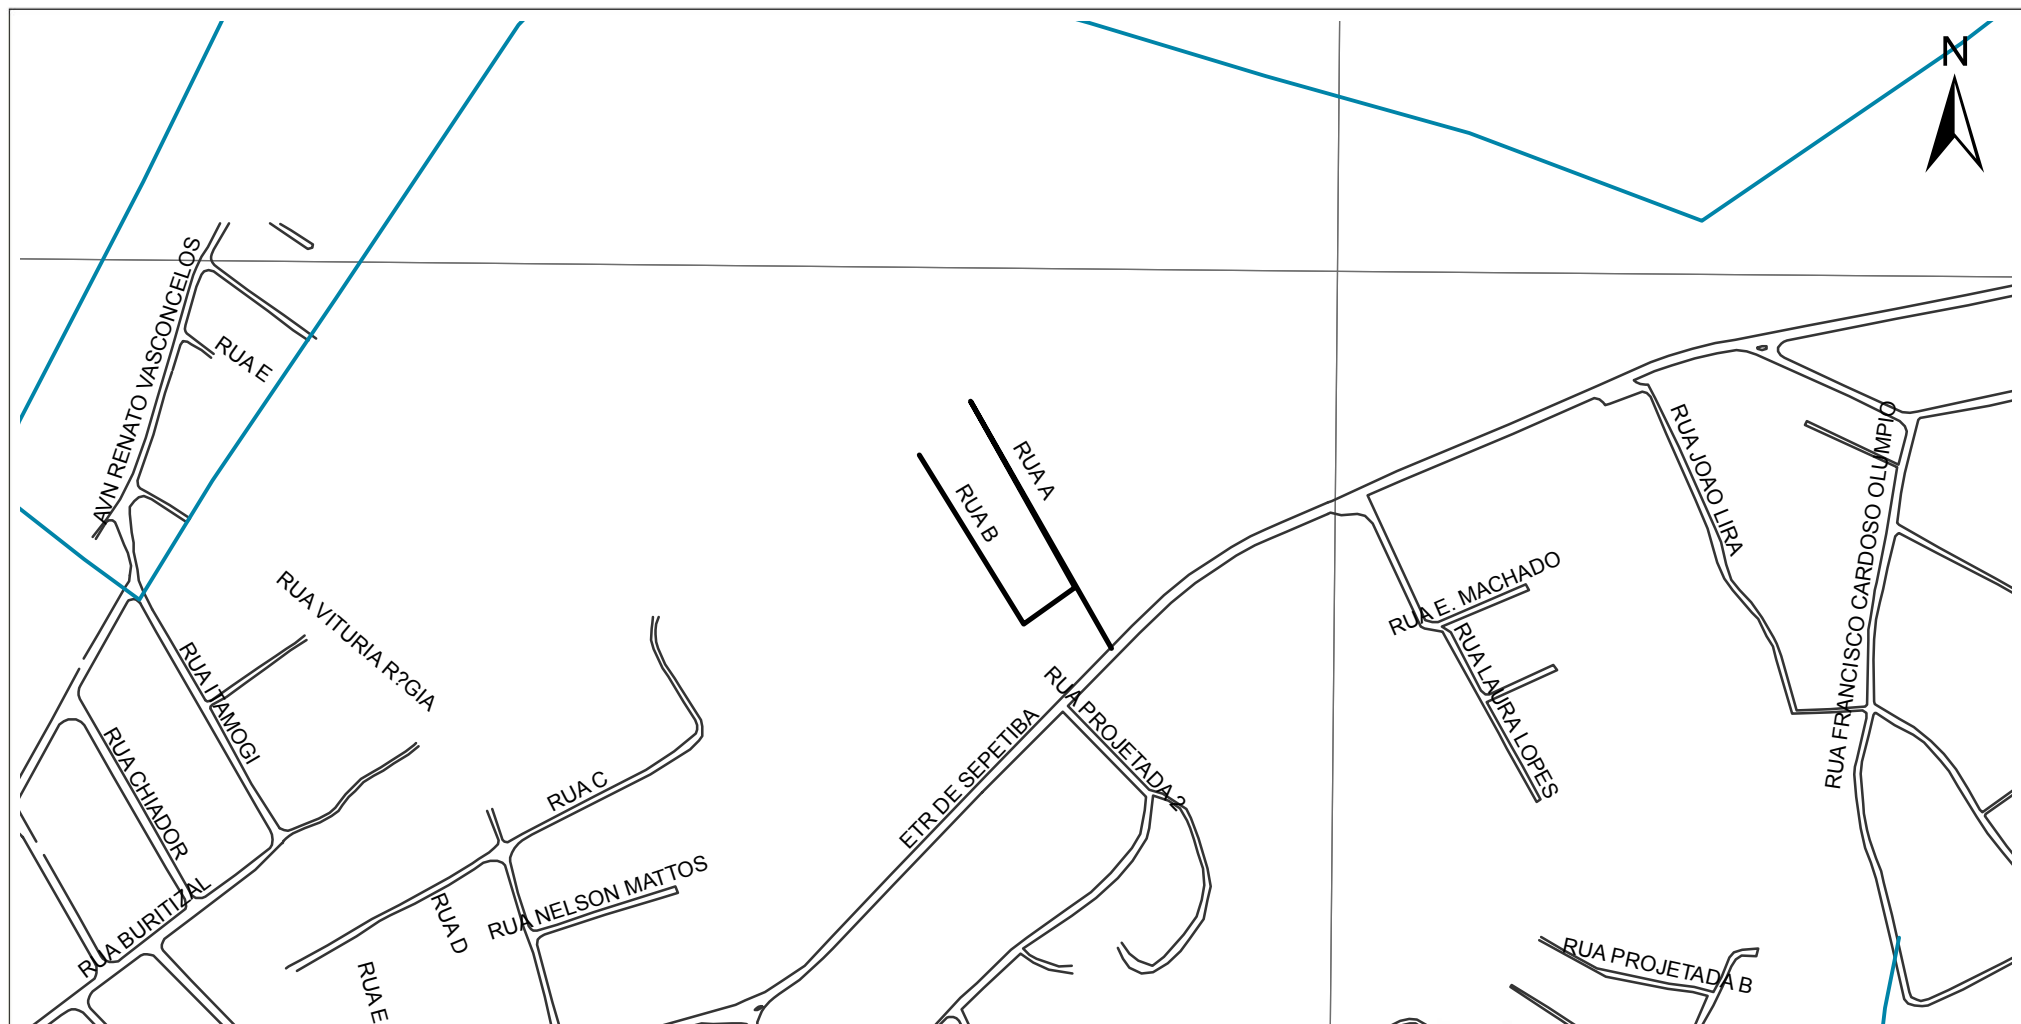 N
AVN RENATO VASCONCELOS
RUA E
RUA A
RUA B
RUA JOAO LIRA
RUA FRANCISCO CARDOSO OLUMPIO
RUA E. MACHADO
RUA LAURA LOPES
RUA VITURIA R?GIA
RUA ITAMOGI
RUA CHIADOR
RUA BURITIZAL
RUA C
RUA NELSON MATTOS
RUA D
RUA E
ETR DE SEPETIBA
RUA PROJETADA 2
RUA PROJETADA B